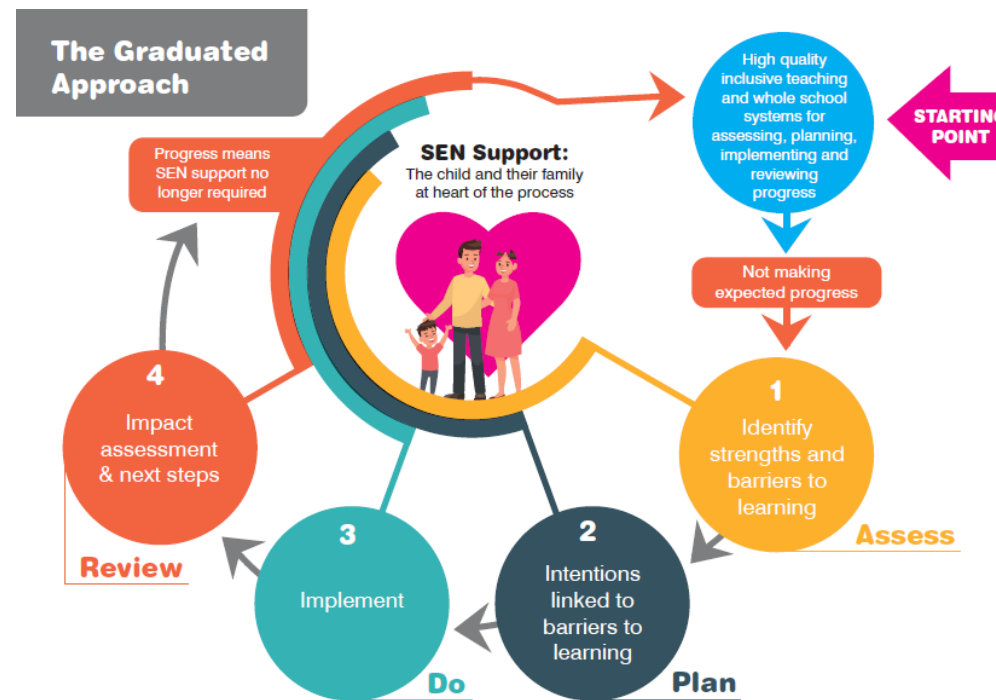 The Graduated
Approach
High quality
inclusive teaching
and whole school
systems for
assessing, planning,
implementing and
reviewing
progress
STARTING
POINT
Progress means
SEN support no
longer required
SEN Support:
The child and their family
at heart of the process
Not making
expected progress
1
Identify
strengths and
barriers to
learning
Assess
2
Intentions
linked to
barriers to
learning
Plan
3
Implement
Do
4
Impact
assessment
& next steps
Review